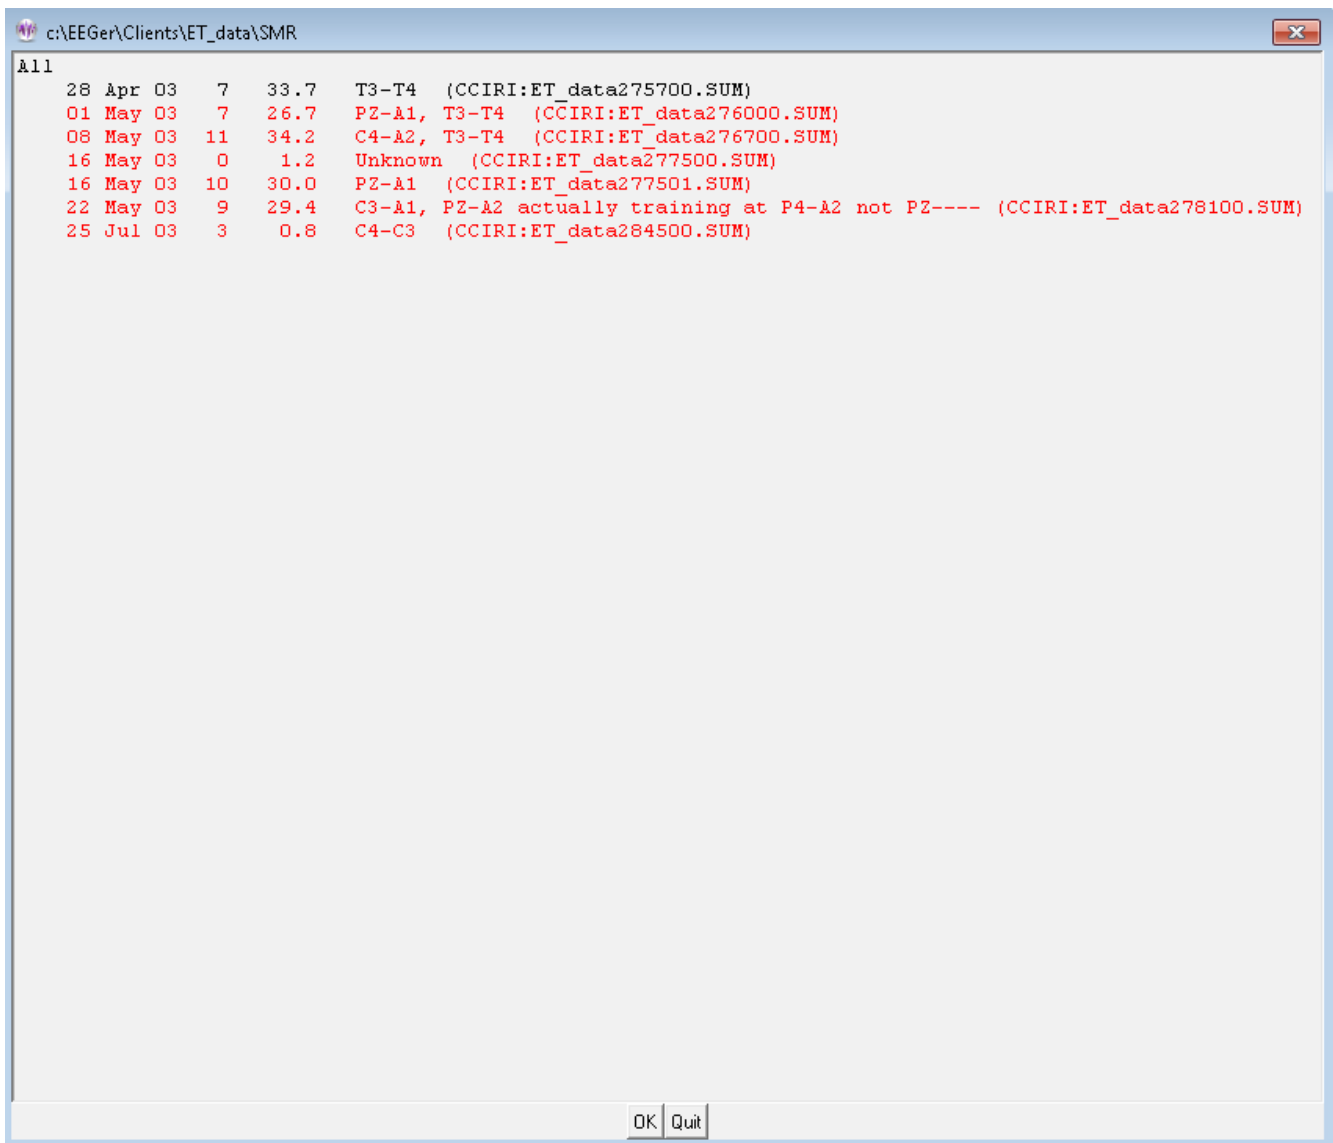 c:\EEGer\Clients\ET_data\SMR
All
28 Apr 03 7 33.7 T3-T4 (CCIRI:ET_data275700.SUM)
01 May 03 7 26.7 PZ-A1, T3-T4 (CCIRI:ET_data276000.SUM)
08 May 03 11 34.2 C4-A2, T3-T4 (CCIRI:ET_data276700.SUM)
16 May 03 0 1.2 Unknown (CCIRI:ET_data277500.SUM)
16 May 03 10 30.0 PZ-A1 (CCIRI:ET_data277501.SUM)
22 May 03 9 29.4 C3-A1, PZ-A2 actually training at P4-A2 not PZ---- (CCIRI:ET_data278100.SUM)
25 Jul 03 3 0.8 C4-C3 (CCIRI:ET_data284500.SUM)
OK Quit